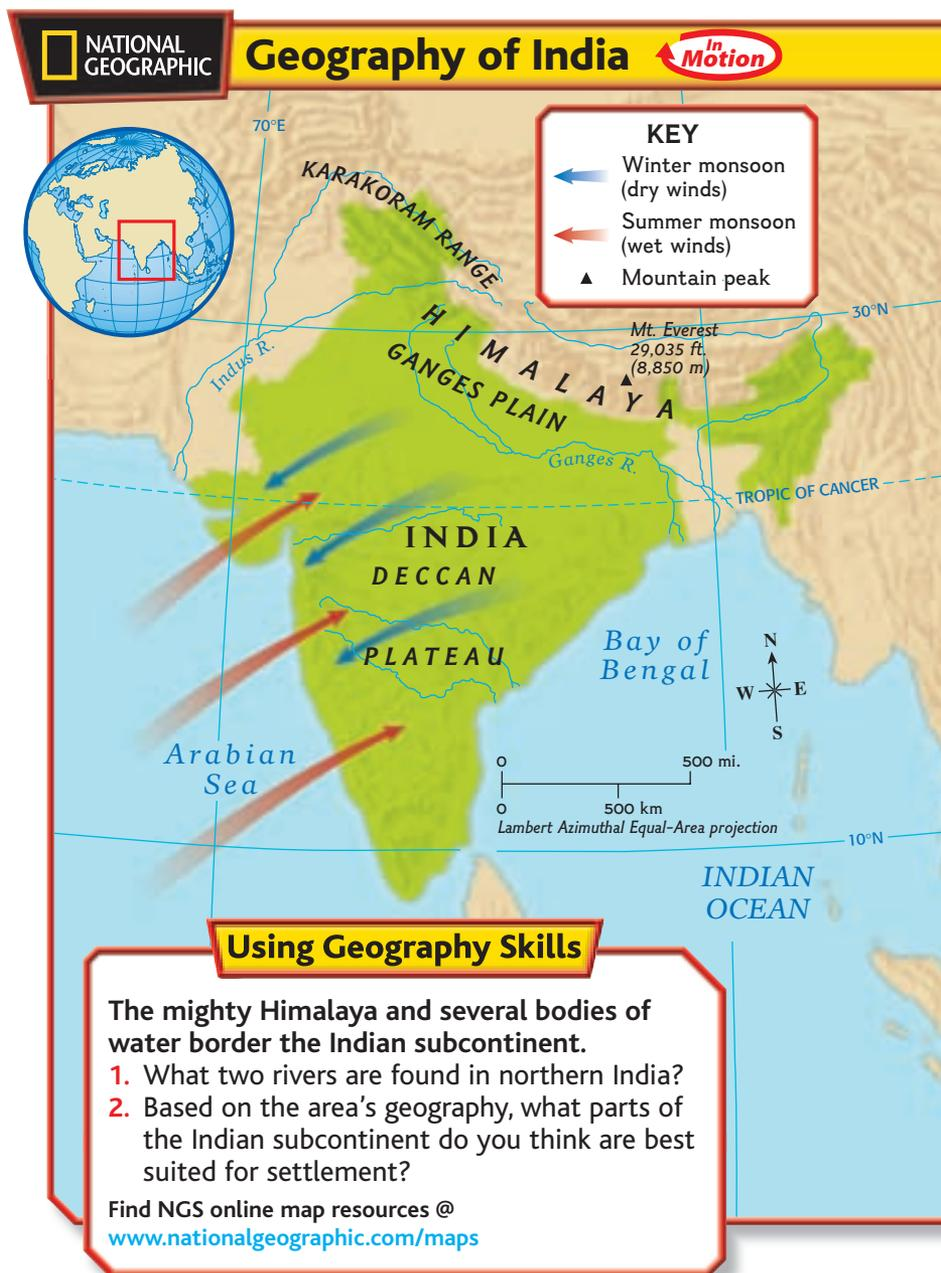 NATIONAL
GEOGRAPHIC
Geography of India
In
Motion
70°E
KEY
Winter monsoon
(dry winds)
Summer monsoon
(wet winds)
Mountain peak
KARAKORAM RANGE
30°N
HIMALAYA
Mt. Everest
29,035 ft.
(8,850 m)
Indus R.
GANGES PLAIN
Ganges R.
TROPIC OF CANCER
INDIA
DECCAN
PLATEAU
Bay of
Bengal
N
W E
S
Arabian
Sea
0 500 mi.
0 500 km
Lambert Azimuthal Equal-Area projection
10°N
INDIAN
OCEAN
Using Geography Skills
The mighty Himalaya and several bodies of
water border the Indian subcontinent.
1. What two rivers are found in northern India?
2. Based on the area's geography, what parts of
the Indian subcontinent do you think are best
suited for settlement?
Find NGS online map resources @
www.nationalgeographic.com/maps